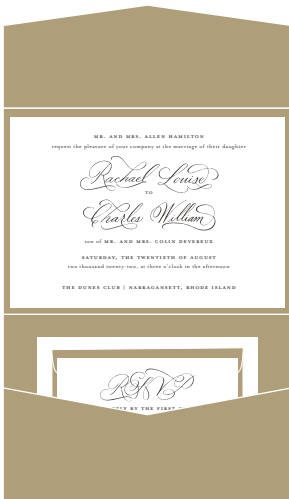 MR. AND MRS. ALLEN HAMILTON
request the pleasure of your company at the marriage of their daughter
Rachael Louise
TO
Charles William
son of MR. AND MRS. COLIN DEVEREUX
SATURDAY, THE TWENTIETH OF AUGUST
two thousand twenty-two, at three o'clock in the afternoon
THE DUNES CLUB | NARRAGANSETT, RHODE ISLAND
RSVP
BY THE FIRST